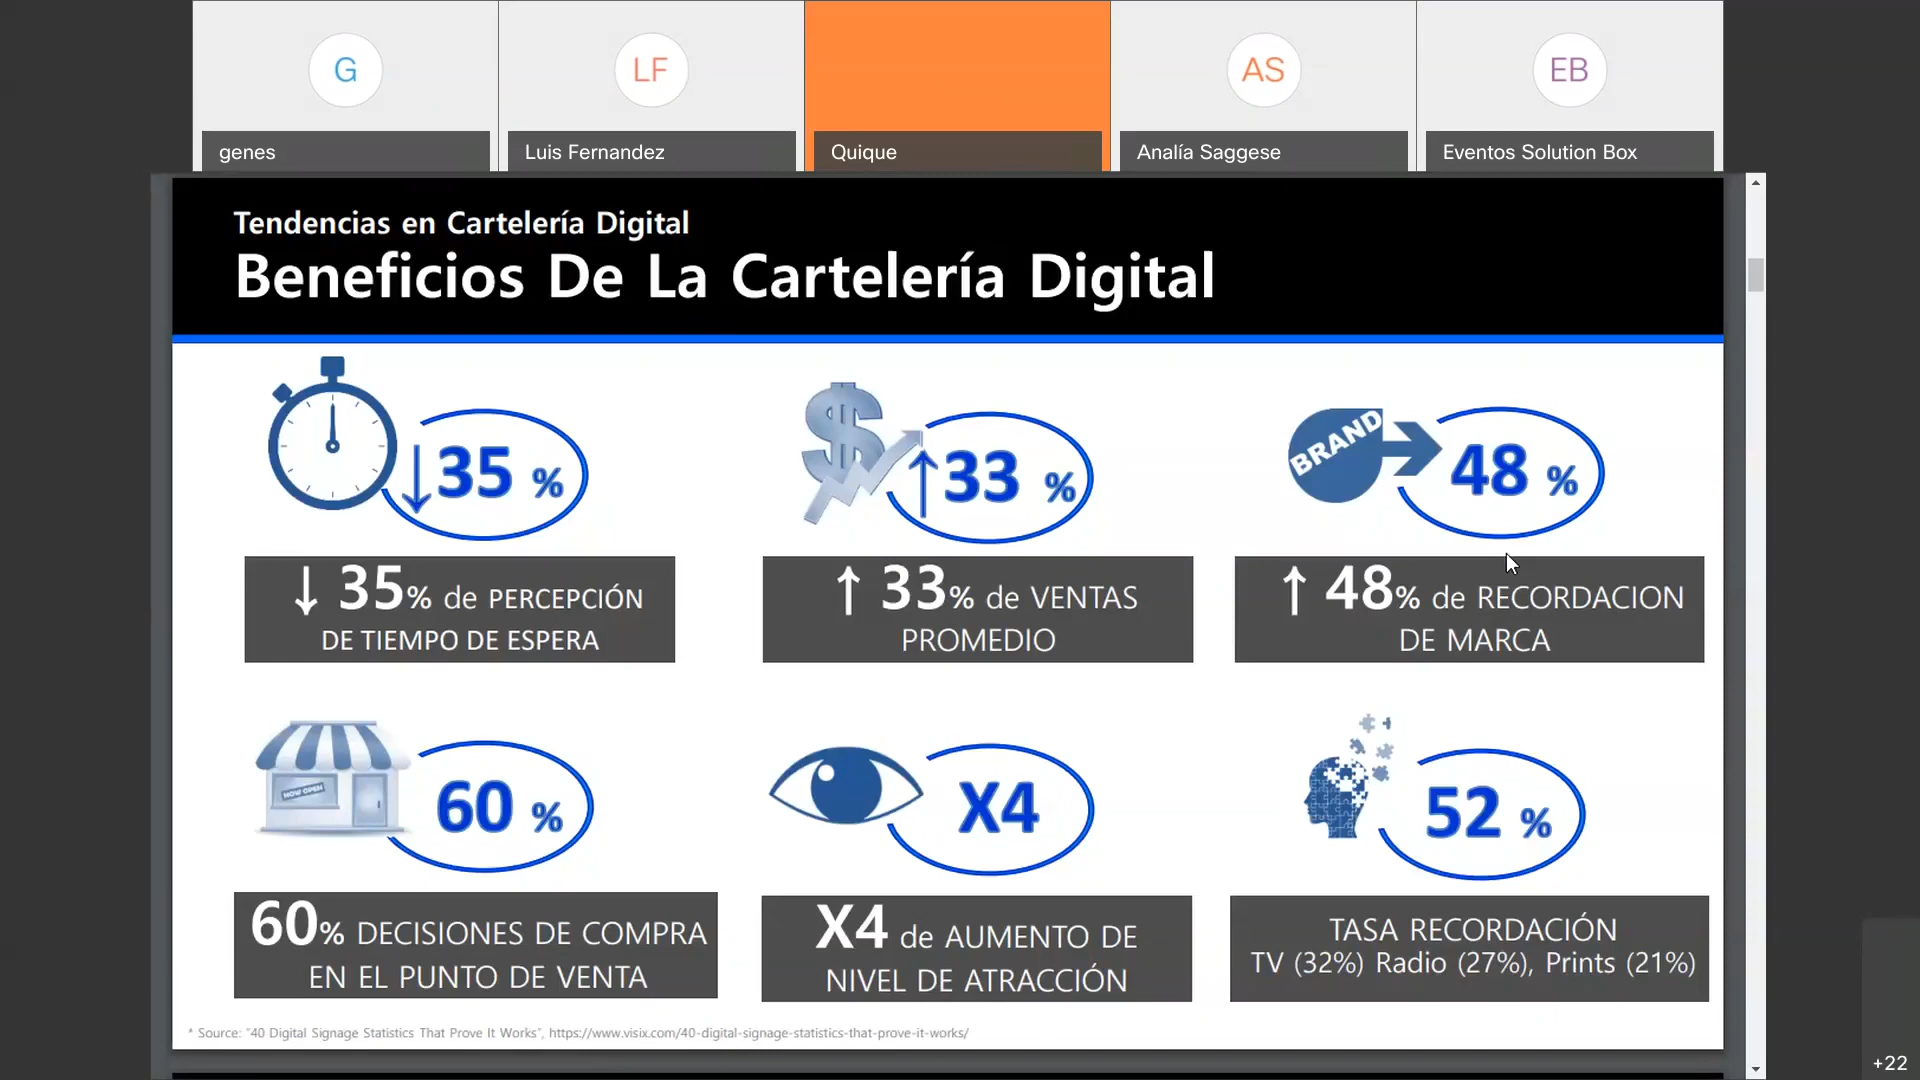 G
LF
AS
EB
genes
Luis Fernandez
Quique
Analía Saggese
Eventos Solution Box
Tendencias en Cartelería Digital
Beneficios De La Cartelería Digital
↓35 %
↑33 %
BRAND
48 %
↓ 35% de PERCEPCIÓN
DE TIEMPO DE ESPERA
↑ 33% de VENTAS
PROMEDIO
↑ 48% de RECORDACION
DE MARCA
NOW OPEN
60 %
X4
52 %
60% DECISIONES DE COMPRA
EN EL PUNTO DE VENTA
X4 de AUMENTO DE
NIVEL DE ATRACCIÓN
TASA RECORDACIÓN
TV (32%) Radio (27%), Prints (21%)
* Source: "40 Digital Signage Statistics That Prove It Works", https://www.visix.com/40-digital-signage-statistics-that-prove-it-works/
+22